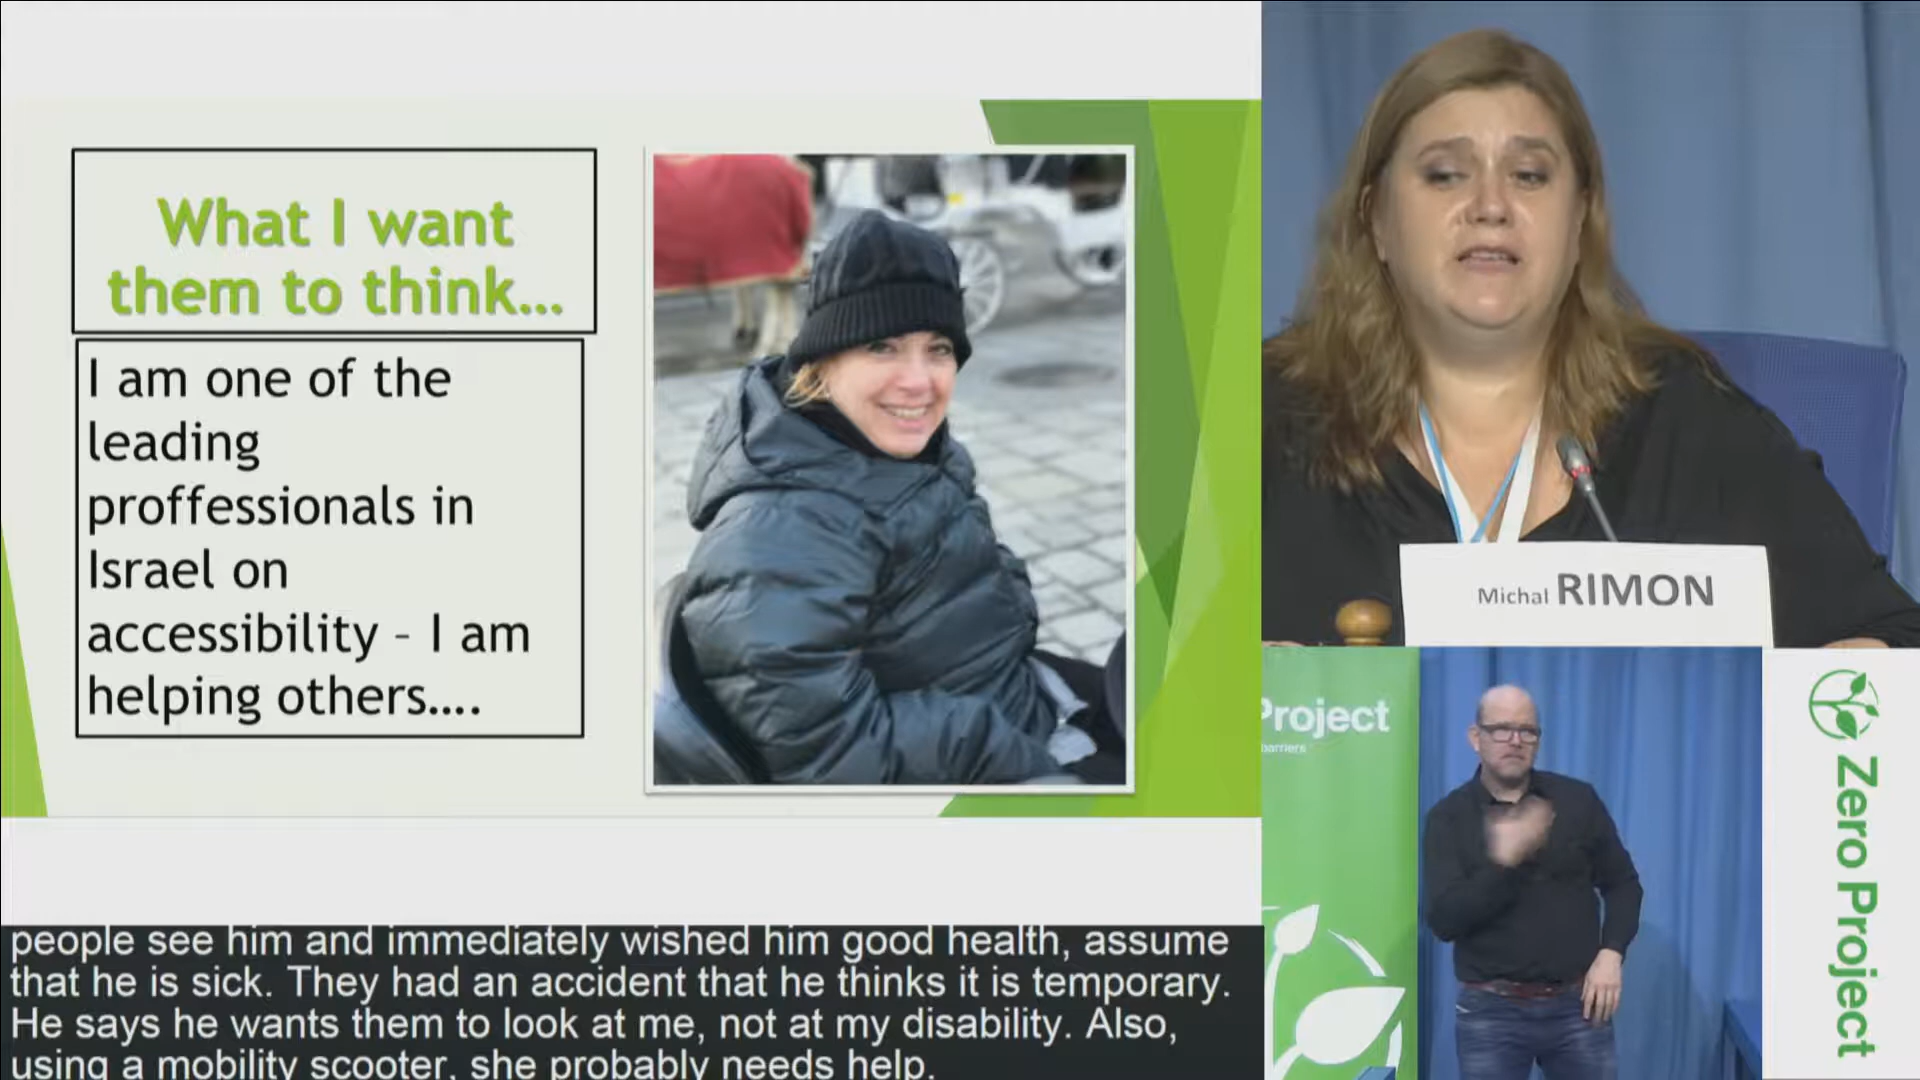 What I want
them to think...
I am one of the
leading
proffessionals in
Israel on
accessibility – I am
helping others....
Michal RIMON
Project
barriers
Zero Project
people see him and immediately wished him good health, assume
that he is sick. They had an accident that he thinks it is temporary.
He says he wants them to look at me, not at my disability. Also,
using a mobility scooter, she probably needs help.